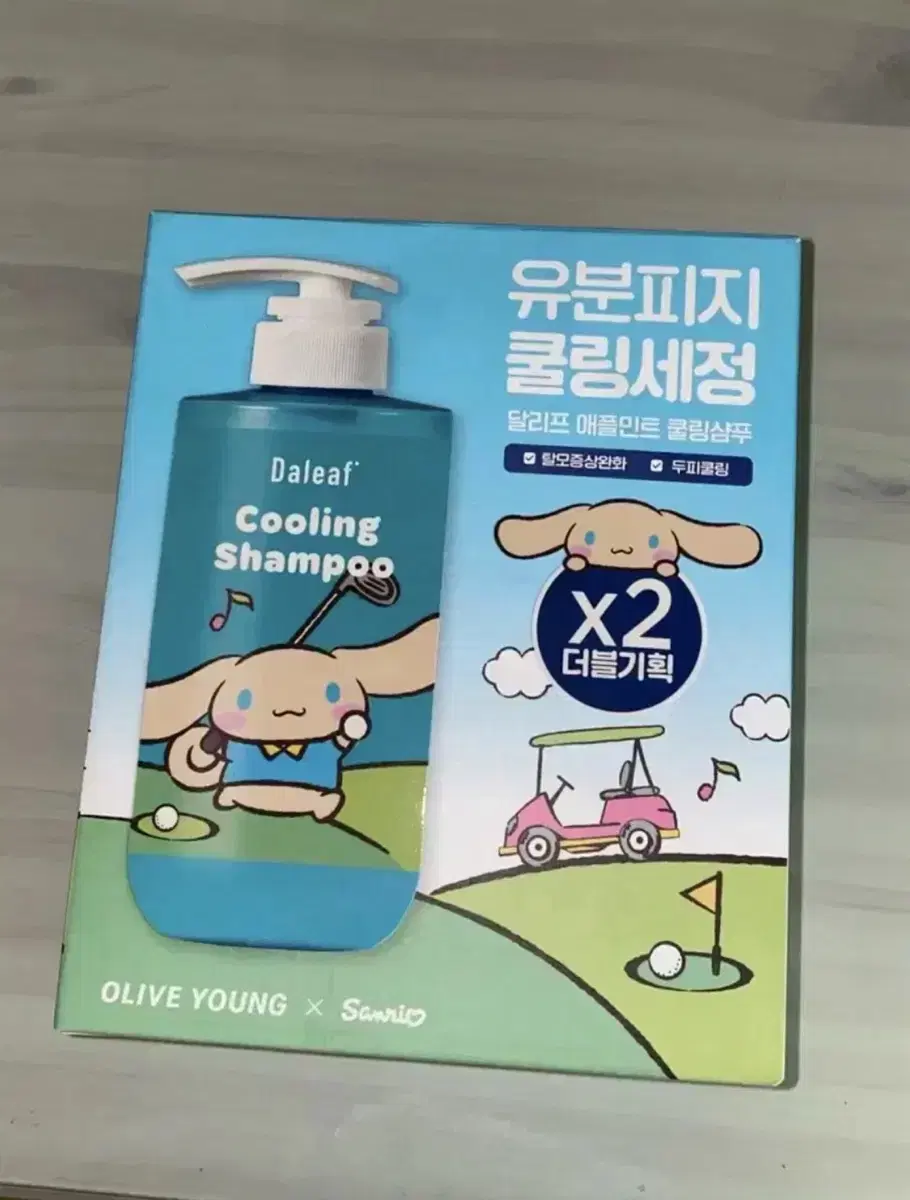 유분피지
쿨링세정
달리프 애플민트 쿨링샴푸
탈모증상완화 두피쿨링
Daleaf
Cooling
Shampoo
x2
더블기획
OLIVE YOUNG × Sanrio